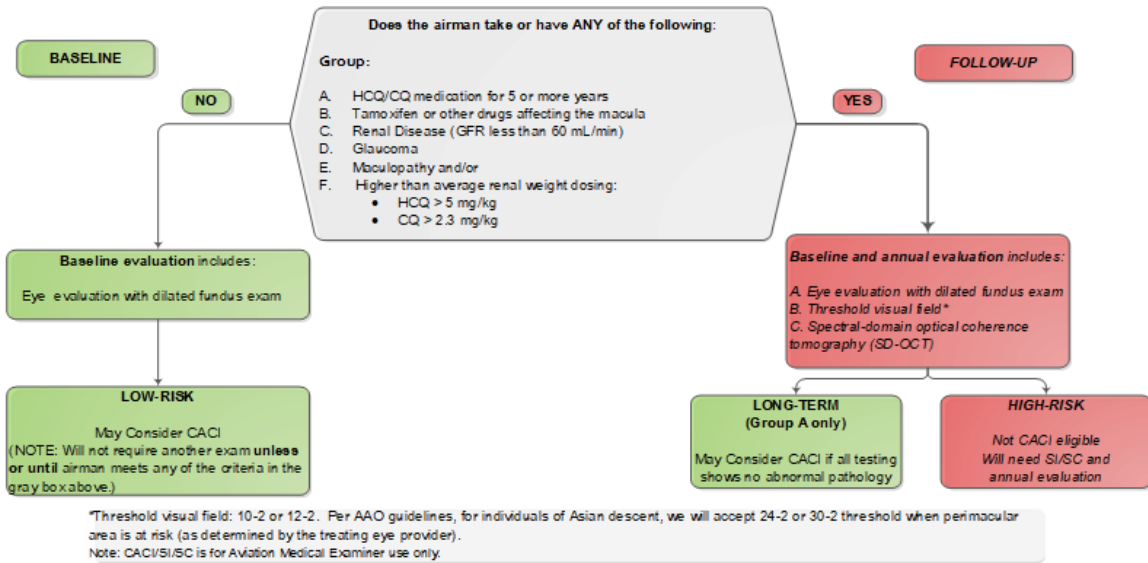 Does the airman take or have ANY of the following:
BASELINE
FOLLOW-UP
Group:
NO
YES
A. HCQ/CQ medication for 5 or more years
B. Tamoxifen or other drugs affecting the macula
C. Renal Disease (GFR less than 60 mL/min)
D. Glaucoma
E. Maculopathy and/or
F. Higher than average renal weight dosing:
• HCQ > 5 mg/kg
• CQ > 2.3 mg/kg
Baseline evaluation includes:
Eye evaluation with dilated fundus exam
Baseline and annual evaluation includes:
A. Eye evaluation with dilated fundus exam
B. Threshold visual field*
C. Spectral-domain optical coherence
tomography (SD-OCT)
LOW-RISK
May Consider CACI
(NOTE: Will not require another exam unless
or until airman meets any of the criteria in the
gray box above.)
LONG-TERM
(Group A only)
May Consider CACI if all testing
shows no abnormal pathology
HIGH-RISK
Not CACI eligible
Will need SI/SC and
annual evaluation
*Threshold visual field: 10-2 or 12-2. Per AAO guidelines, for individuals of Asian descent, we will accept 24-2 or 30-2 threshold when perimacular
area is at risk (as determined by the treating eye provider).
Note: CACI/SI/SC is for Aviation Medical Examiner use only.